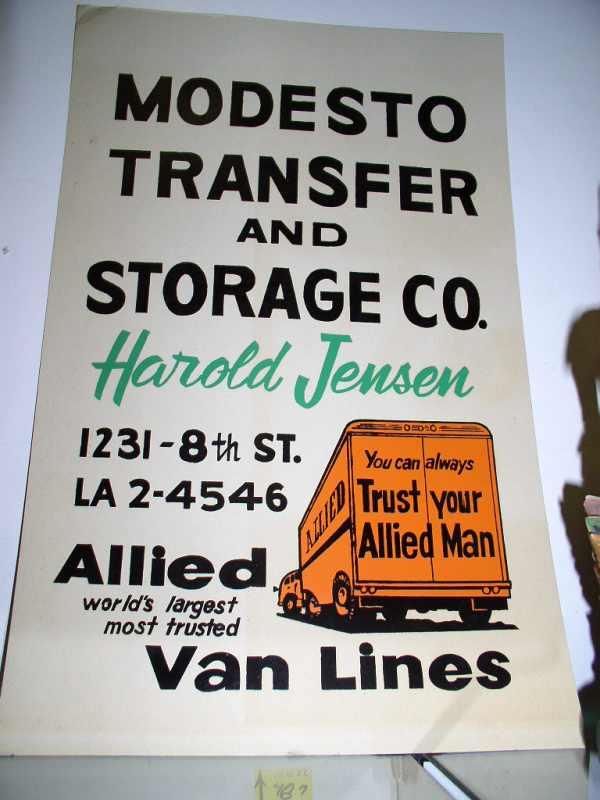 MODESTO
TRANSFER
AND
STORAGE CO.
Harold Jensen
1231-8th ST.
LA 2-4546
You can always
Trust your
Allied Man
ALLIED
Allied
world's largest
most trusted
Van Lines